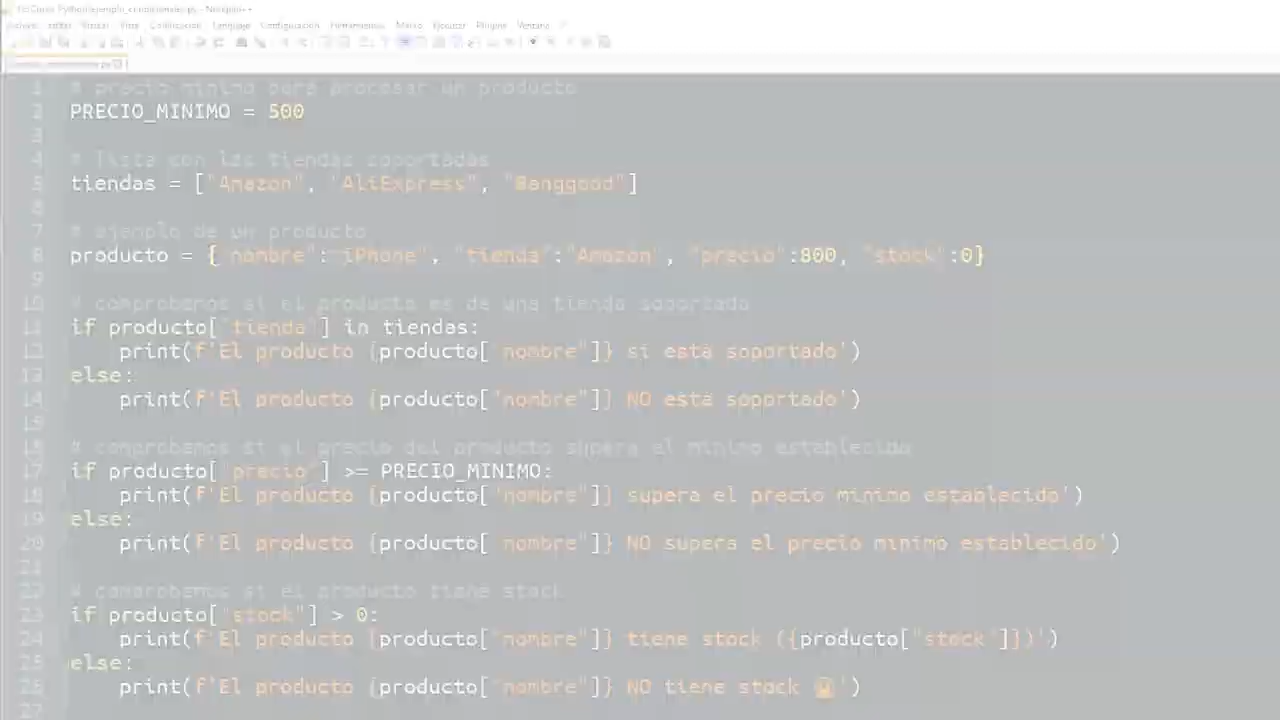 Archivo Editar Buscar Vista Codificación Lenguaje Configuración Herramientas Macro Ejecutar Plugins Ventana ?
1 # precio minimo para procesar un producto
2 PRECIO_MINIMO = 500
3
4 # lista con las tiendas soportadas
5 tiendas = ["Amazon", "AliExpress", "Banggood"]
6
7 # ejemplo de un producto
8 producto = {"nombre": "iPhone", "tienda":"Amazon", "precio":800, "stock":0}
9
10 # comprobamos si el producto es de una tienda soportado
11 if producto["tienda"] in tiendas:
12 print(f'El producto {producto["nombre"]} si esta soportado')
13 else:
14 print(f'El producto {producto["nombre"]} NO esta soportado')
15
16 # comprobamos si el precio del producto supera el minimo establecido
17 if producto["precio"] >= PRECIO_MINIMO:
18 print(f'El producto {producto["nombre"]} supera el precio minimo establecido')
19 else:
20 print(f'El producto {producto["nombre"]} NO supera el precio minimo establecido')
21
22 # comprobamos si el producto tiene stock
23 if producto["stock"] > 0:
24 print(f'El producto {producto["nombre"]} tiene stock ({producto["stock"]})')
25 else:
26 print(f'El producto {producto["nombre"]} NO tiene stock ')
27